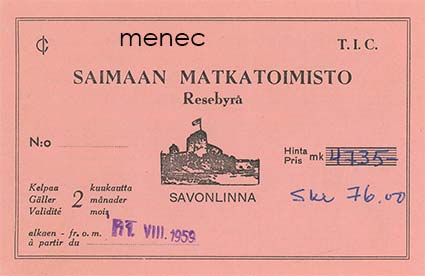 ₵ menec T. I. C.
SAIMAAN MATKATOIMISTO
Resebyrå
N:o
Hinta
Pris mk 4735-
Kelpaa
Gäller
Validité
2
kuukautta
månader
mois
SAVONLINNA
Skr 76.00
alkaen - fr. o. m.
à partir du
VIII. 1959